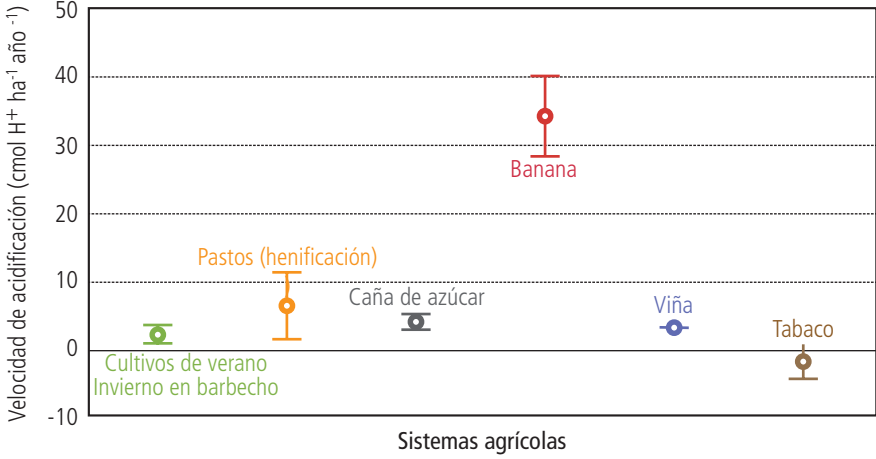 Velocidad de acidificación (cmol H⁺ ha⁻¹ año ⁻¹)
50
40
30
20
10
0
-10
Banana
Pastos (henificación)
Caña de azúcar
Viña
Tabaco
Cultivos de verano
Invierno en barbecho
Sistemas agrícolas